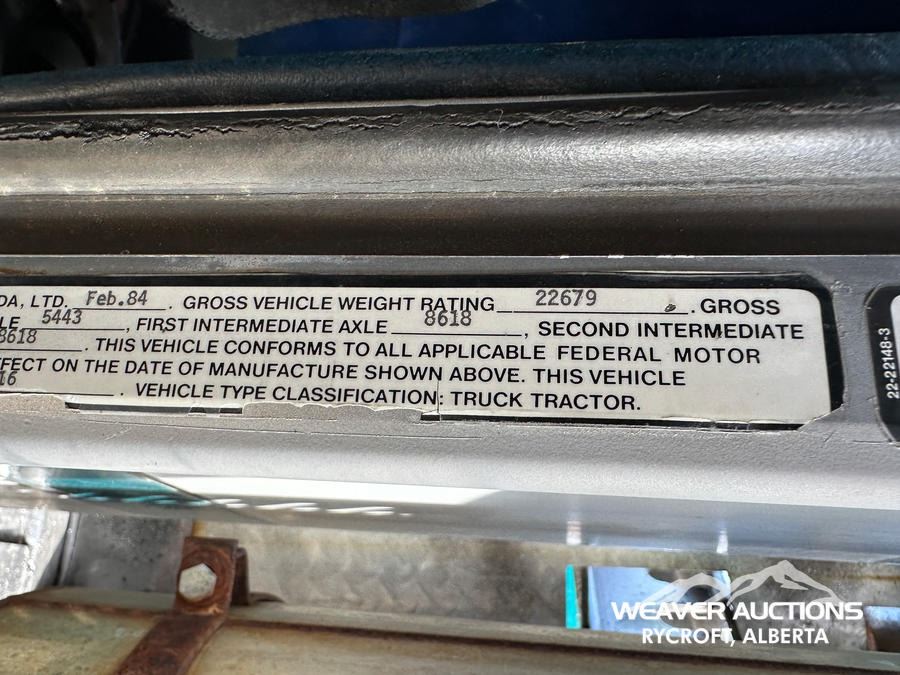 DA, LTD. Feb.84 . GROSS VEHICLE WEIGHT RATING 22679 . GROSS
LE 5443 , FIRST INTERMEDIATE AXLE 8618 , SECOND INTERMEDIATE
8618 . THIS VEHICLE CONFORMS TO ALL APPLICABLE FEDERAL MOTOR
FFECT ON THE DATE OF MANUFACTURE SHOWN ABOVE. THIS VEHICLE
16 . VEHICLE TYPE CLASSIFICATION: TRUCK TRACTOR.
22-22148-3
WEAVER AUCTIONS
RYCROFT, ALBERTA